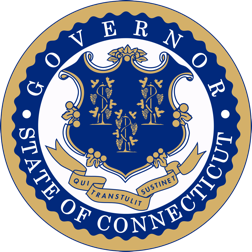 · GOVERNOR ·
STATE OF CONNECTICUT
QUI TRANSTULIT SUSTINET